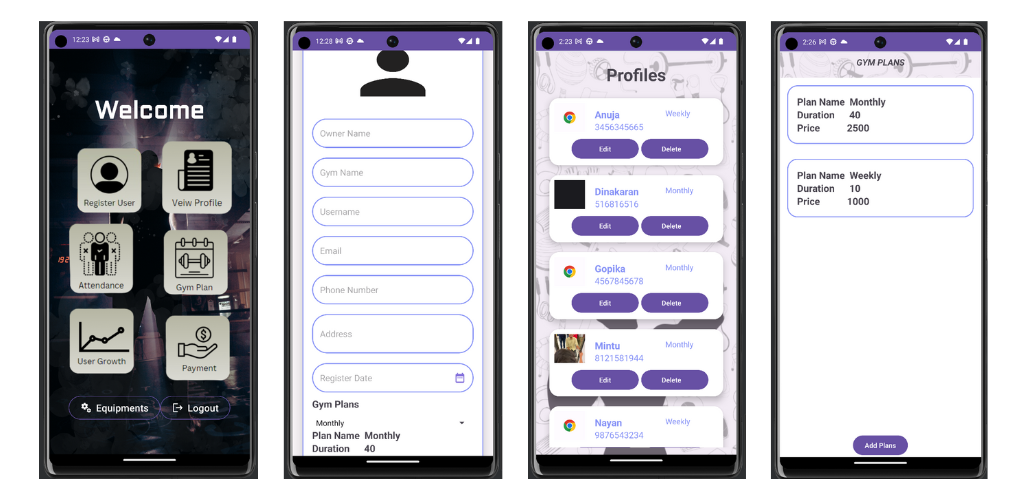 12:23
Welcome
Register User
Veiw Profile
Attendance
Gym Plan
User Growth
Payment
Equipments
Logout
12:28
Owner Name
Gym Name
Username
Email
Phone Number
Address
Register Date
Gym Plans
Monthly
Plan Name Monthly
Duration 40
2:23
Profiles
Anuja Weekly
3456345665
Edit Delete
Dinakaran Monthly
516816516
Edit Delete
Gopika Monthly
4567845678
Edit Delete
Mintu Monthly
8121581944
Edit Delete
Nayan Weekly
9876543234
2:26
GYM PLANS
Plan Name Monthly
Duration 40
Price 2500
Plan Name Weekly
Duration 10
Price 1000
Add Plans